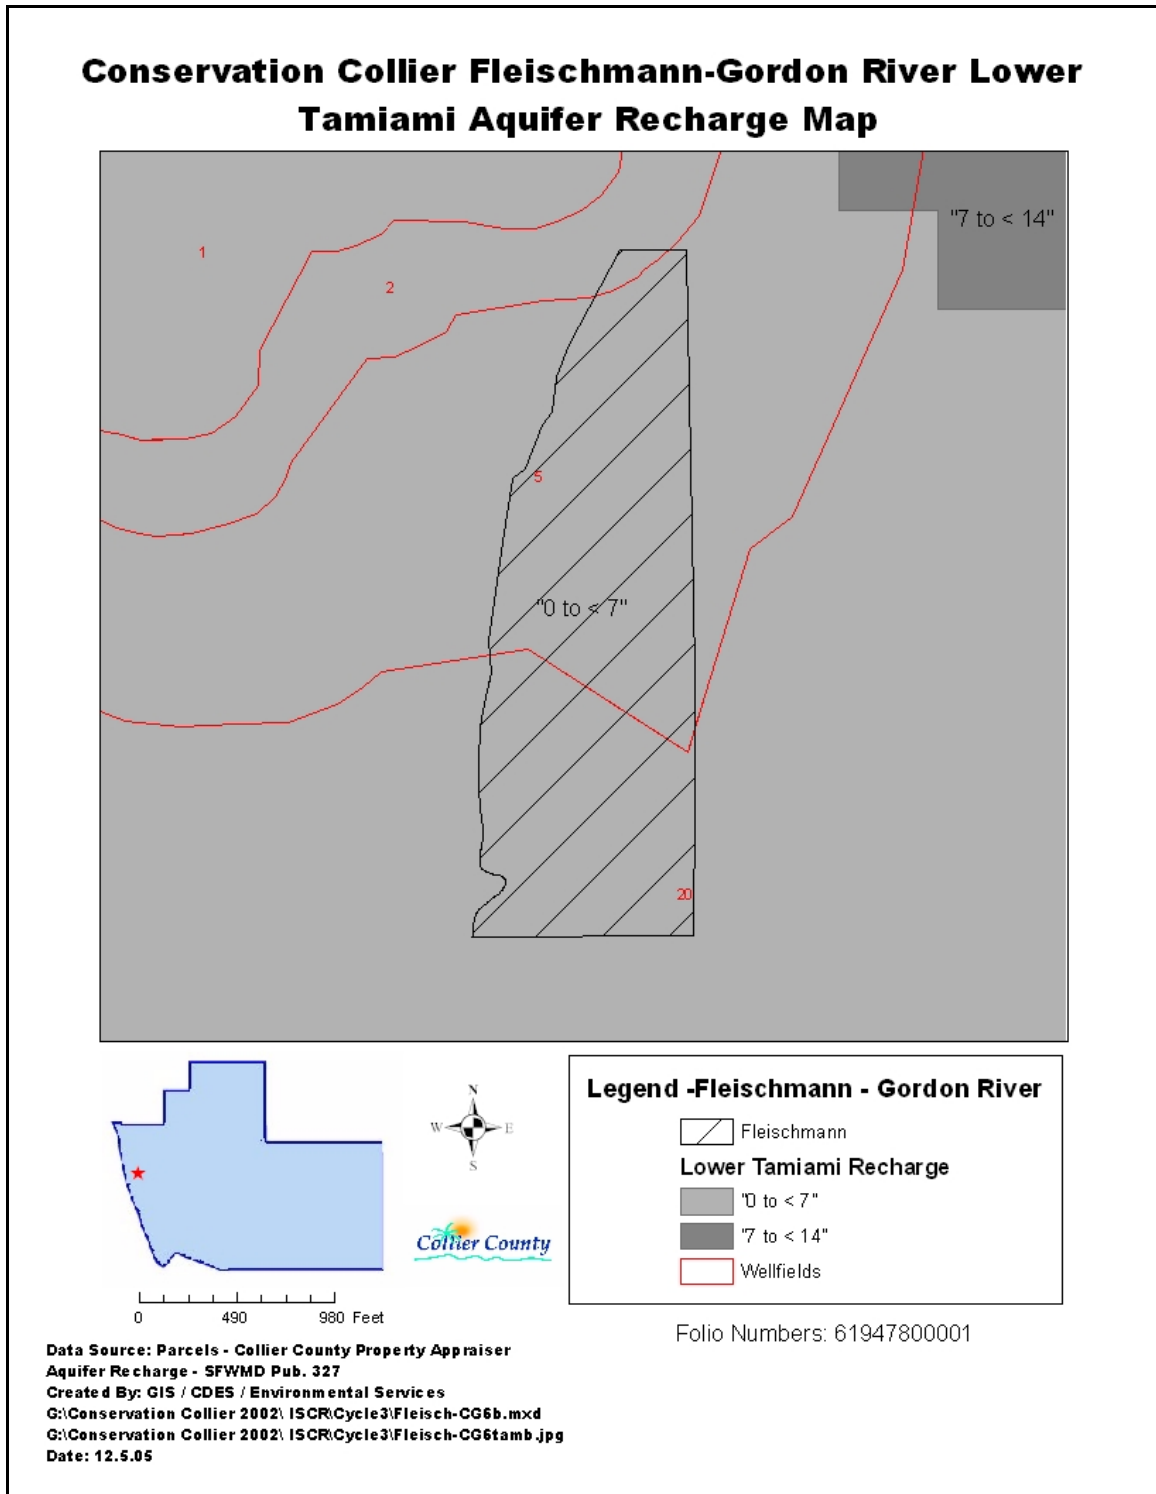 Conservation Collier Fleischmann-Gordon River Lower
Tamiami Aquifer Recharge Map
"7 to < 14"
1
2
5
"0 to < 7"
20
N
W E
S
Collier County
0 490 980 Feet
Legend -Fleischmann - Gordon River
Fleischmann
Lower Tamiami Recharge
"0 to < 7"
"7 to < 14"
Wellfields
Folio Numbers: 61947800001
Data Source: Parcels - Collier County Property Appraiser
Aquifer Recharge - SFWMD Pub. 327
Created By: GIS / CDES / Environmental Services
G:\Conservation Collier 2002\ ISCR\Cycle3\Fleisch-CG6b.mxd
G:\Conservation Collier 2002\ ISCR\Cycle3\Fleisch-CG6tamb.jpg
Date: 12.5.05